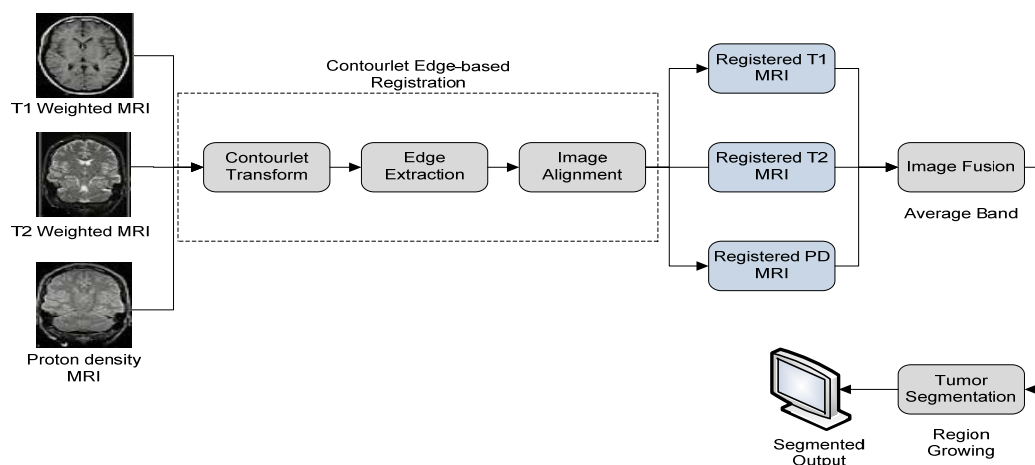 T1 Weighted MRI
T2 Weighted MRI
Proton density
MRI
Contourlet Edge-based
Registration
Contourlet
Transform
Edge
Extraction
Image
Alignment
Registered T1
MRI
Registered T2
MRI
Registered PD
MRI
Image Fusion
Average Band
Tumor
Segmentation
Region
Growing
Segmented
Output